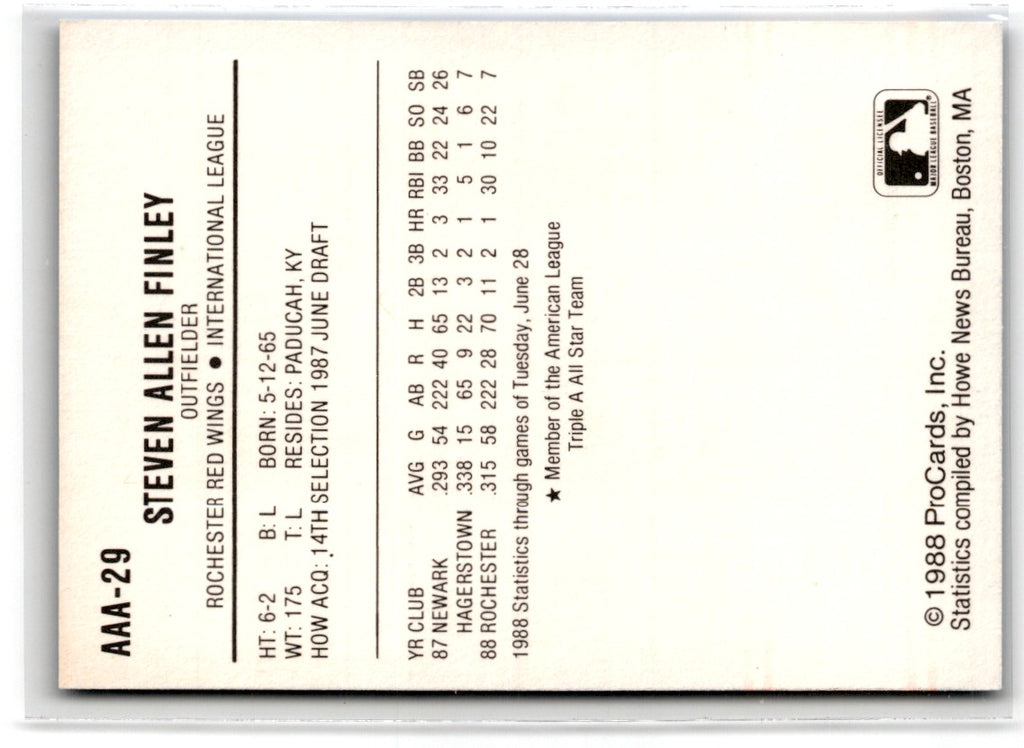 AAA-29
STEVEN ALLEN FINLEY
OUTFIELDER
ROCHESTER RED WINGS ● INTERNATIONAL LEAGUE
HT: 6-2 B: L BORN: 5-12-65
WT: 175 T: L RESIDES: PADUCAH, KY
HOW ACQ: 14TH SELECTION 1987 JUNE DRAFT
YR CLUB AVG G AB R H 2B 3B HR RBI BB SO SB
87 NEWARK .293 54 222 40 65 13 2 3 33 22 24 26
HAGERSTOWN .338 15 65 9 22 3 2 1 5 1 6 7
88 ROCHESTER .315 58 222 28 70 11 2 1 30 10 22 7
1988 Statistics through games of Tuesday, June 28
★ Member of the American League
Triple A All Star Team
OFFICIAL LICENSEE
MAJOR LEAGUE BASEBALL®
© 1988 ProCards, Inc.
Statistics compiled by Howe News Bureau, Boston, MA